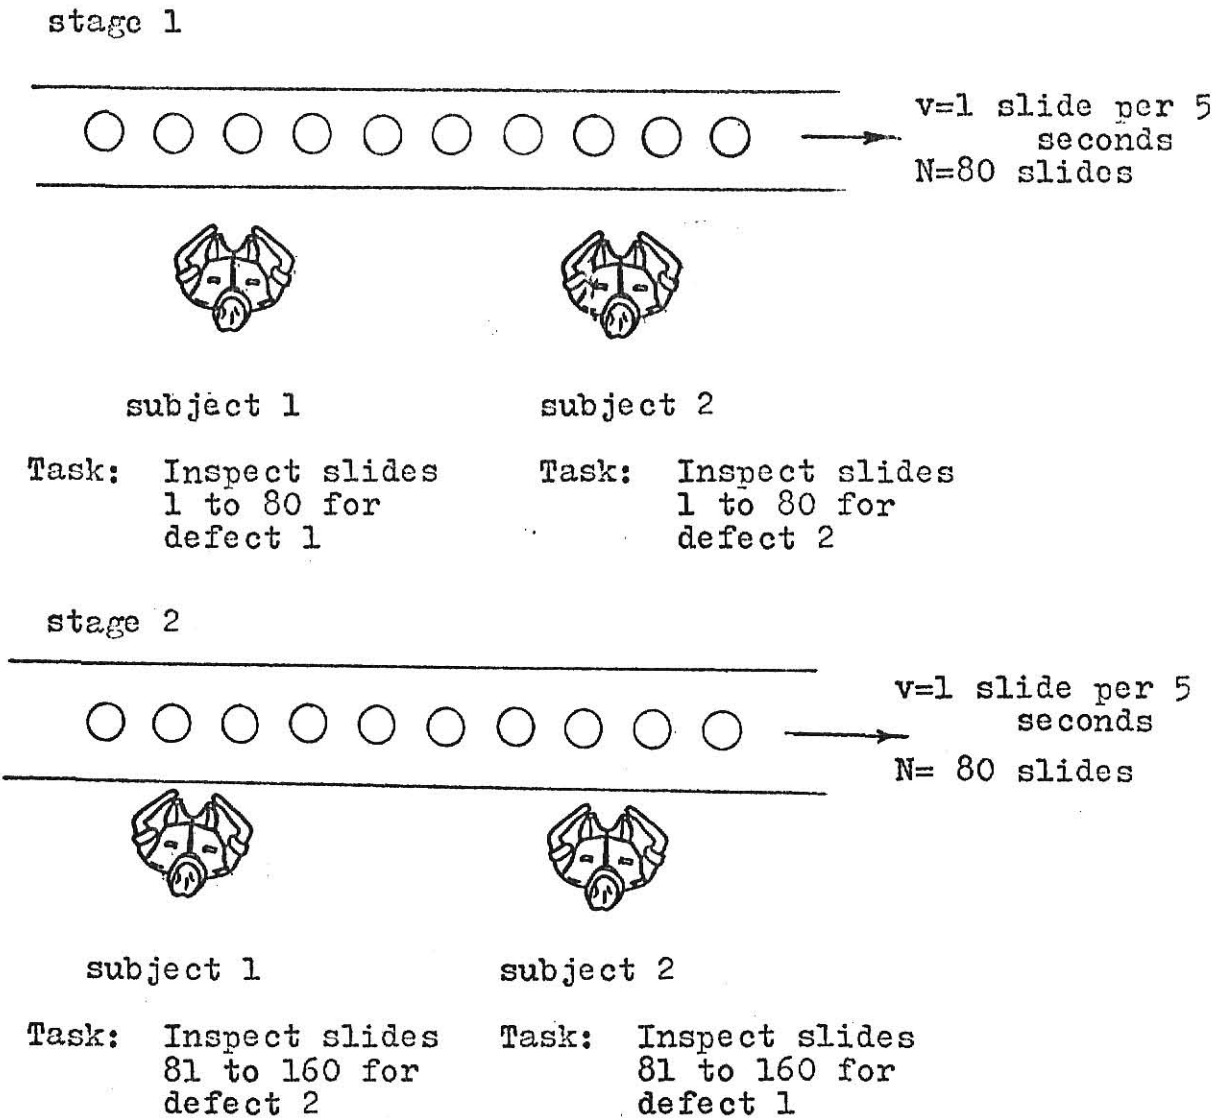 stage 1
v=1 slide per 5
seconds
N=80 slides
subject 1
subject 2
Task: Inspect slides
1 to 80 for
defect 1
Task: Inspect slides
1 to 80 for
defect 2
stage 2
v=1 slide per 5
seconds
N= 80 slides
subject 1
subject 2
Task: Inspect slides
81 to 160 for
defect 2
Task: Inspect slides
81 to 160 for
defect 1